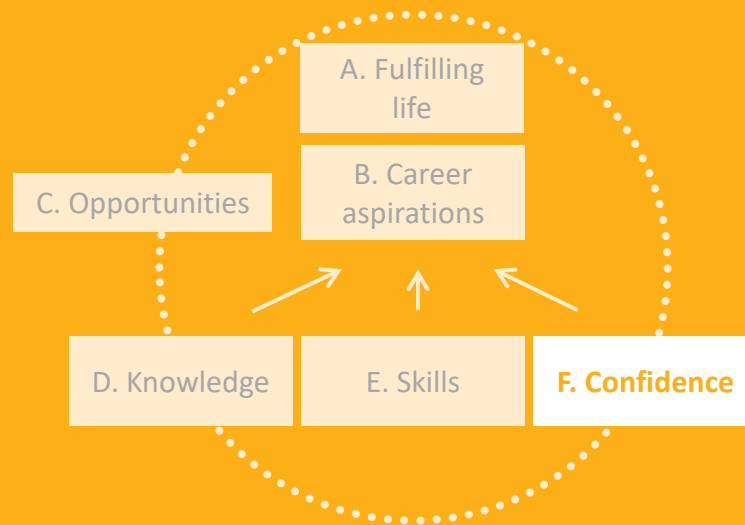 A. Fulfilling
life
C. Opportunities
B. Career
aspirations
D. Knowledge
E. Skills
F. Confidence